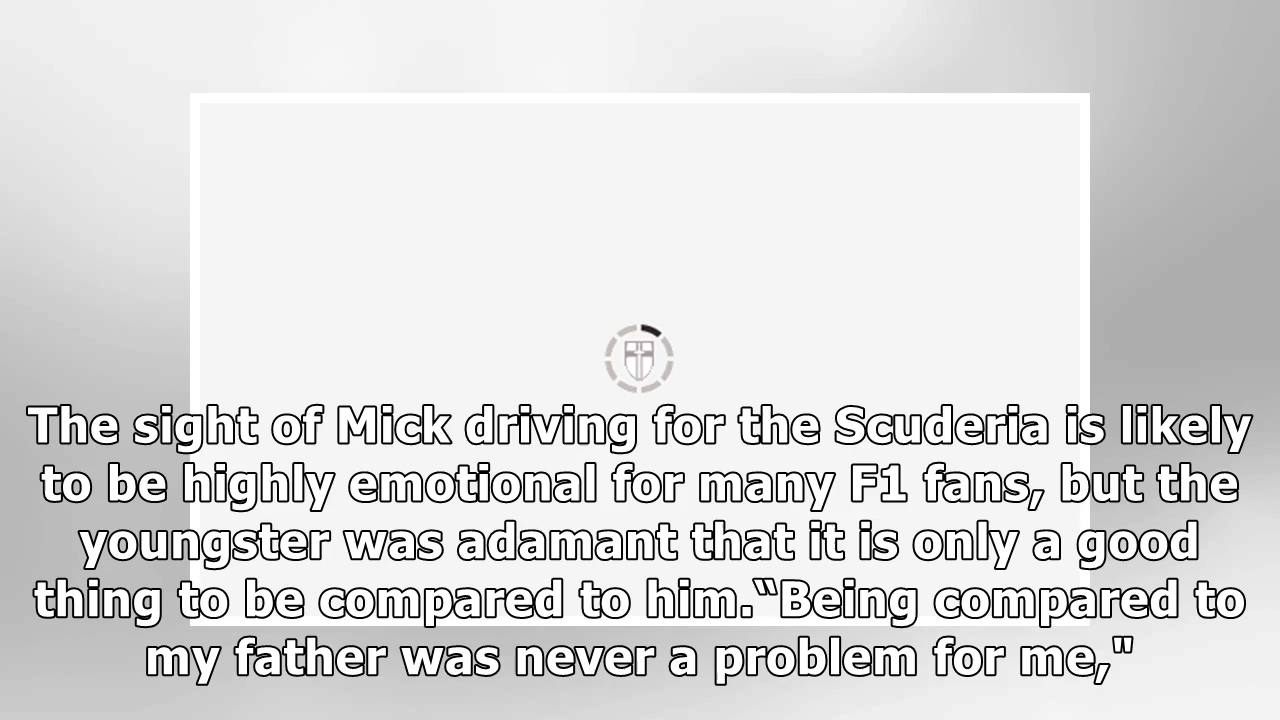 The sight of Mick driving for the Scuderia is likely
to be highly emotional for many F1 fans, but the
youngster was adamant that it is only a good
thing to be compared to him.“Being compared to
my father was never a problem for me,"